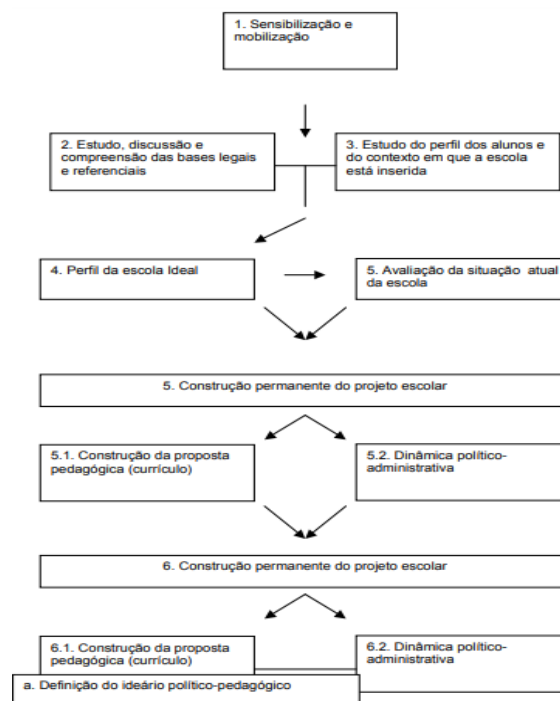 1. Sensibilização e
mobilização
2. Estudo, discussão e
compreensão das bases legais
e referenciais
3. Estudo do perfil dos alunos e
do contexto em que a escola
está inserida
4. Perfil da escola Ideal
5. Avaliação da situação atual
da escola
5. Construção permanente do projeto escolar
5.1. Construção da proposta
pedagógica (currículo)
5.2. Dinâmica político-
administrativa
6. Construção permanente do projeto escolar
6.1. Construção da proposta
pedagógica (currículo)
6.2. Dinâmica político-
administrativa
a. Definição do ideário político-pedagógico